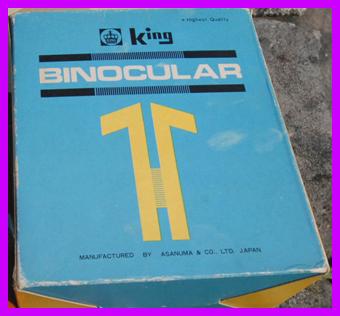 • Highest Quality
King
BINOCULAR
MANUFACTURED BY ASANUMA & CO., LTD. JAPAN